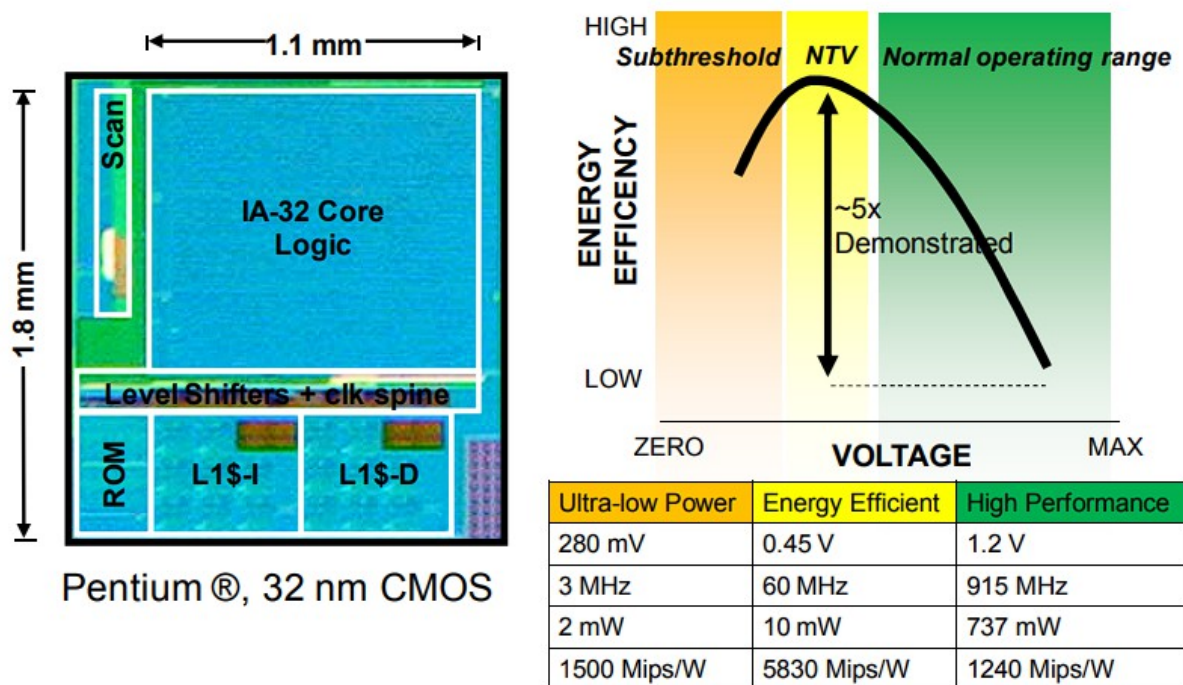 1.1 mm
1.8 mm
Scan
IA-32 Core
Logic
Level Shifters + clk spine
ROM
L1$-I
L1$-D
Pentium ®, 32 nm CMOS
HIGH
Subthreshold
NTV
Normal operating range
ENERGY
EFFICENCY
~5x
Demonstrated
LOW
ZERO
VOLTAGE
MAX
Ultra-low Power Energy Efficient High Performance
280 mV 0.45 V 1.2 V
3 MHz 60 MHz 915 MHz
2 mW 10 mW 737 mW
1500 Mips/W 5830 Mips/W 1240 Mips/W